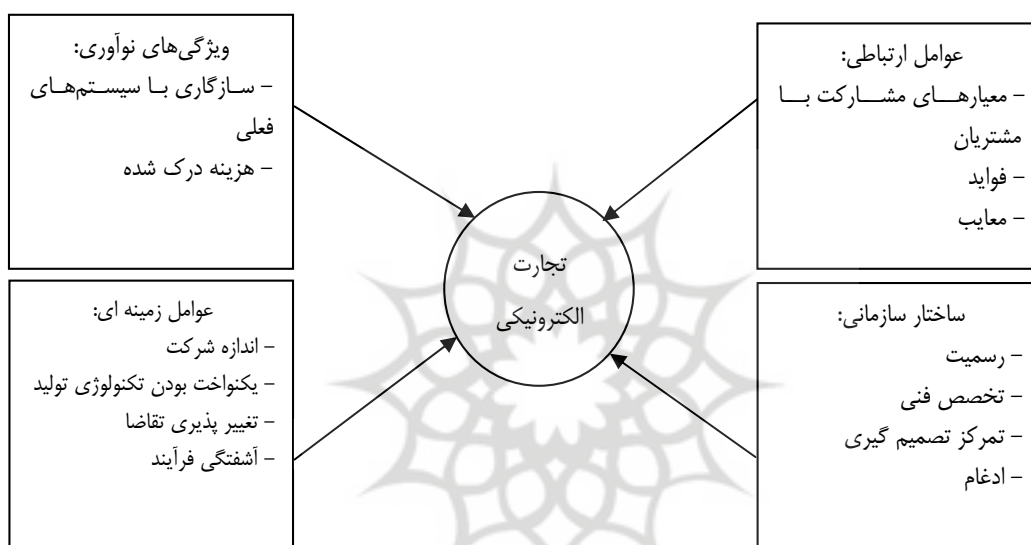 عوامل ارتباطی:
- معیارهای مشارکت با
مشتریان
- فواید
- معایب
ویژگی‌های نوآوری:
- سازگاری با سیستم‌های
فعلی
- هزینه درک شده
تجارت
الکترونیکی
ساختار سازمانی:
- رسمیت
- تخصص فنی
- تمرکز تصمیم گیری
- ادغام
عوامل زمینه ای:
- اندازه شرکت
- یکنواخت بودن تکنولوژی تولید
- تغییر پذیری تقاضا
- آشفتگی فرآیند